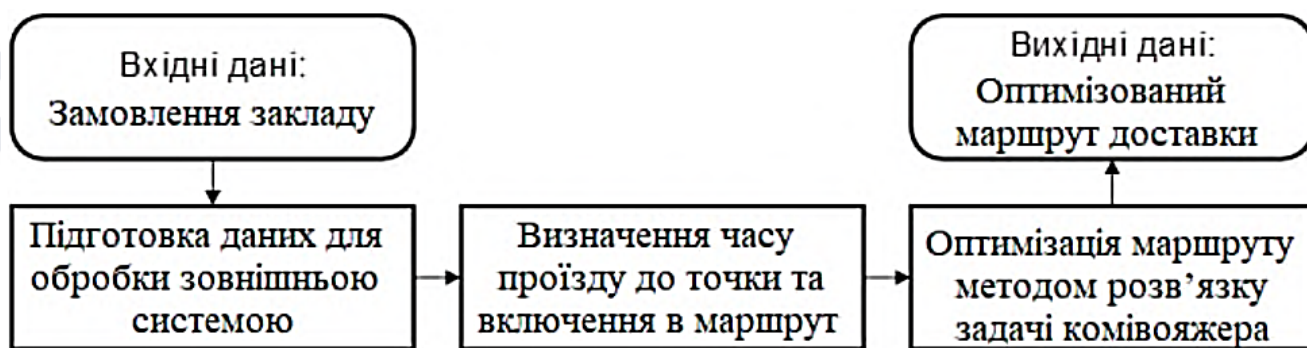 Вхідні дані:
Замовлення закладу
Підготовка даних для
обробки зовнішньою
системою
Визначення часу
проїзду до точки та
включення в маршрут
Оптимізація маршруту
методом розв’язку
задачі комівояжера
Вихідні дані:
Оптимізований
маршрут доставки